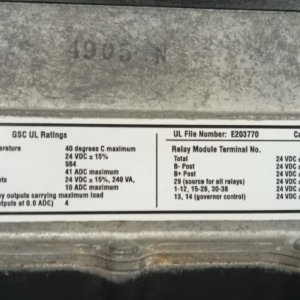 4905 N
GSC UL Ratings
erature 40 degrees C maximum
24 VDC ± 15%
984
41 ADC maximum
ts 24 VDC ± 15%, 240 VA,
10 ADC maximum
y outputs carrying maximum load
utputs at 0.0 ADC) 4
UL File Number: E203770 Co
Relay Module Terminal No.
Total 24 VDC ±
B- Post 24 VDC ±
B+ Post 24 VDC ±
29 (source for all relays) 24 VDC ±
1-12, 15-28, 30-38 24 VDC ±
13, 14 (governor control) 24 VDC ±